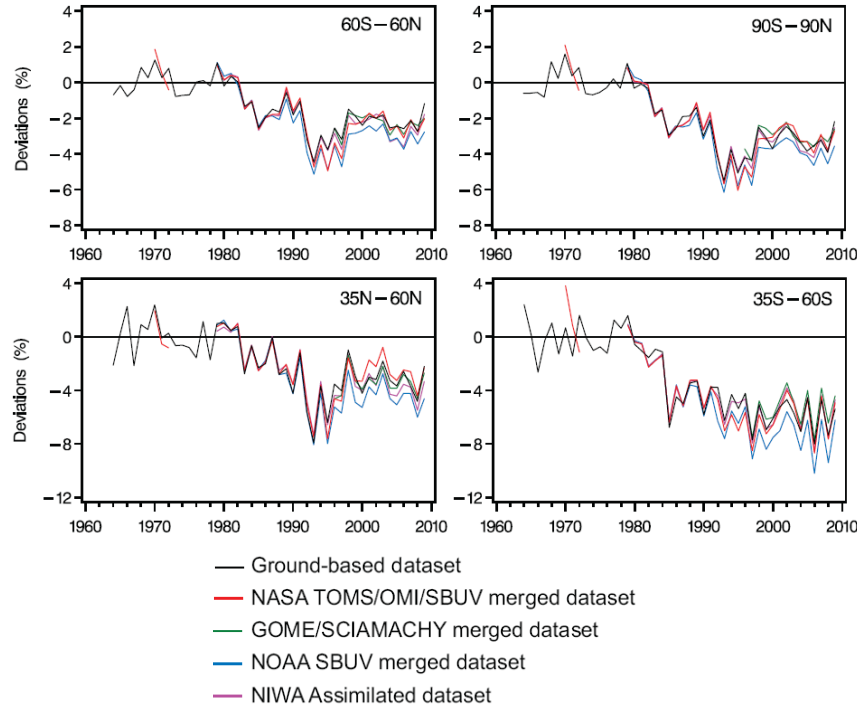 60S−60N
90S−90N
Deviations (%)
4
2
0
−2
−4
−6
−8
1960 1970 1980 1990 2000 2010
4
2
0
−2
−4
−6
−8
1960 1970 1980 1990 2000 2010
35N−60N
35S−60S
Deviations (%)
4
0
−4
−8
−12
1960 1970 1980 1990 2000 2010
4
0
−4
−8
−12
1960 1970 1980 1990 2000 2010
Ground-based dataset
NASA TOMS/OMI/SBUV merged dataset
GOME/SCIAMACHY merged dataset
NOAA SBUV merged dataset
NIWA Assimilated dataset